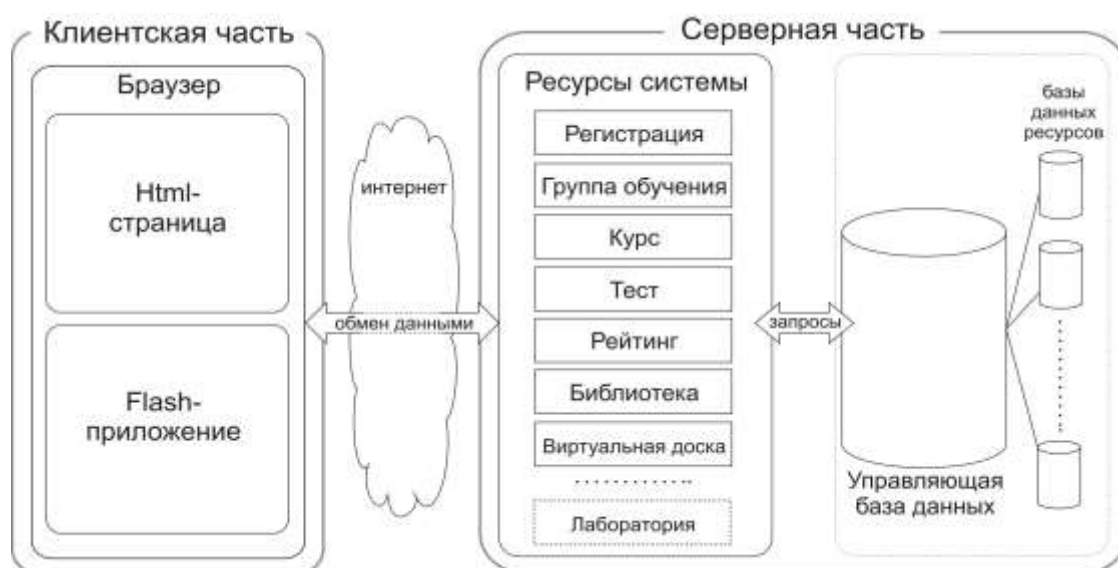 Клиентская часть
Браузер
Html-
страница
Flash-
приложение
интернет
обмен данными
Серверная часть
Ресурсы системы
Регистрация
Группа обучения
Курс
Тест
Рейтинг
Библиотека
Виртуальная доска
Лаборатория
запросы
базы
данных
ресурсов
Управляющая
база данных